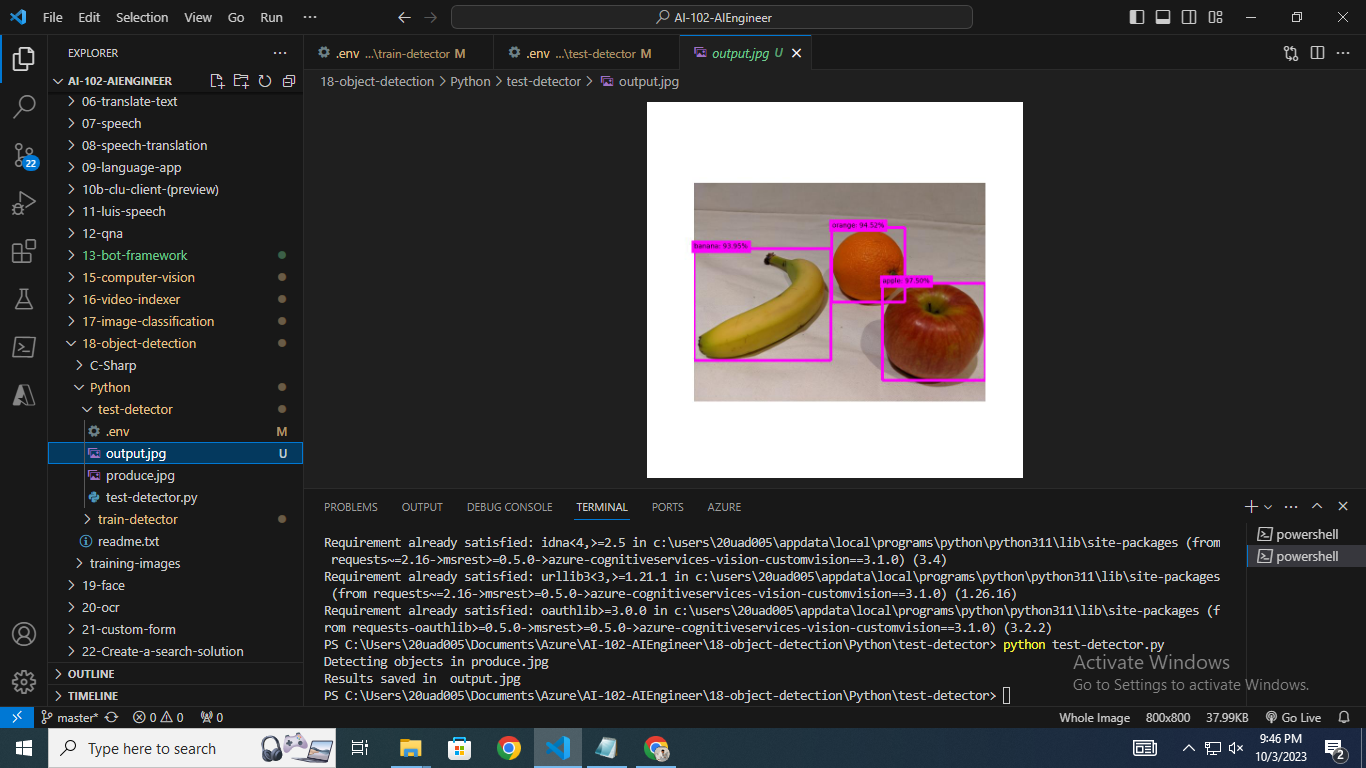 File Edit Selection View Go Run ···
AI-102-AIEngineer
EXPLORER
AI-102-AIENGINEER
06-translate-text
07-speech
08-speech-translation
09-language-app
10b-clu-client-(preview)
11-luis-speech
12-qna
13-bot-framework
15-computer-vision
16-video-indexer
17-image-classification
18-object-detection
C-Sharp
Python
test-detector
.env M
output.jpg U
produce.jpg
test-detector.py
train-detector
readme.txt
training-images
19-face
20-ocr
21-custom-form
22-Create-a-search-solution
OUTLINE
TIMELINE
22
.env ...\train-detector M
.env ...\test-detector M
output.jpg U
18-object-detection > Python > test-detector > output.jpg
orange: 94.52%
banana: 93.95%
PROBLEMS OUTPUT DEBUG CONSOLE TERMINAL PORTS AZURE
Requirement already satisfied: idna<4,>=2.5 in c:\users\20uad005\appdata\local\programs\python\python311\lib\site-packages (from
requests~=2.16->msrest>=0.5.0->azure-cognitiveservices-vision-customvision==3.1.0) (3.4)
Requirement already satisfied: urllib3<3,>=1.21.1 in c:\users\20uad005\appdata\local\programs\python\python311\lib\site-packages
(from requests~=2.16->msrest>=0.5.0->azure-cognitiveservices-vision-customvision==3.1.0) (1.26.16)
Requirement already satisfied: oauthlib>=3.0.0 in c:\users\20uad005\appdata\local\programs\python\python311\lib\site-packages (f
rom requests-oauthlib>=0.5.0->msrest>=0.5.0->azure-cognitiveservices-vision-customvision==3.1.0) (3.2.2)
PS C:\Users\20uad005\Documents\Azure\AI-102-AIEngineer\18-object-detection\Python\test-detector> python test-detector.py
Detecting objects in produce.jpg
Results saved in output.jpg
PS C:\Users\20uad005\Documents\Azure\AI-102-AIEngineer\18-object-detection\Python\test-detector>
powershell
powershell
Activate Windows
Go to Settings to activate Windows.
master* 0 0 0
Whole Image 800x800 37.99KB Go Live
Type here to search
9:46 PM
10/3/2023
2